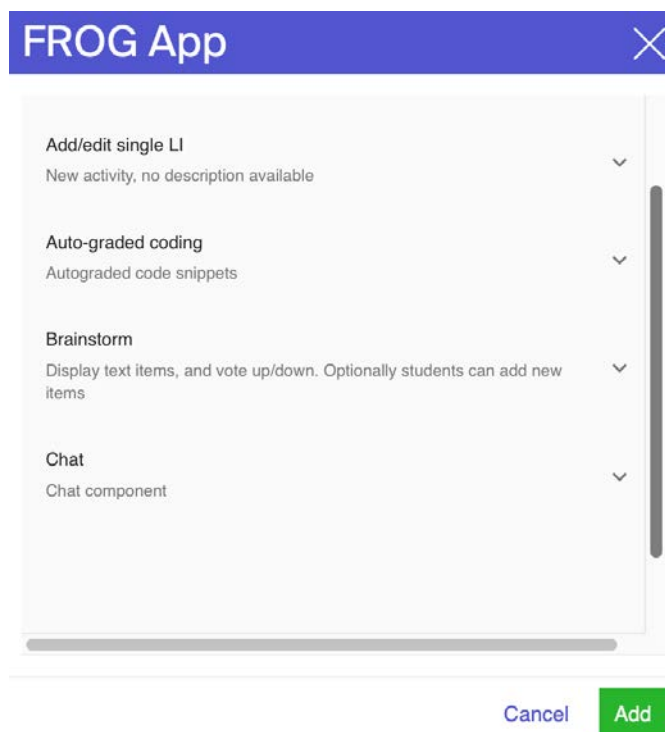 FROG App
Add/edit single LI
New activity, no description available
Auto-graded coding
Autograded code snippets
Brainstorm
Display text items, and vote up/down. Optionally students can add new
items
Chat
Chat component
Cancel
Add